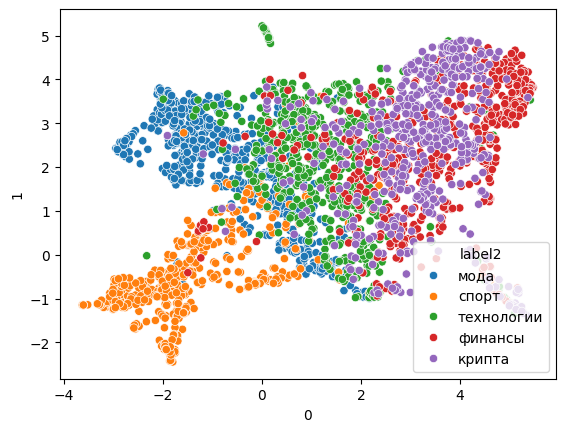 5
4
3
2
1
0
−1
−2
1
−4
−2
0
2
4
0
label2
мода
спорт
технологии
финансы
крипта